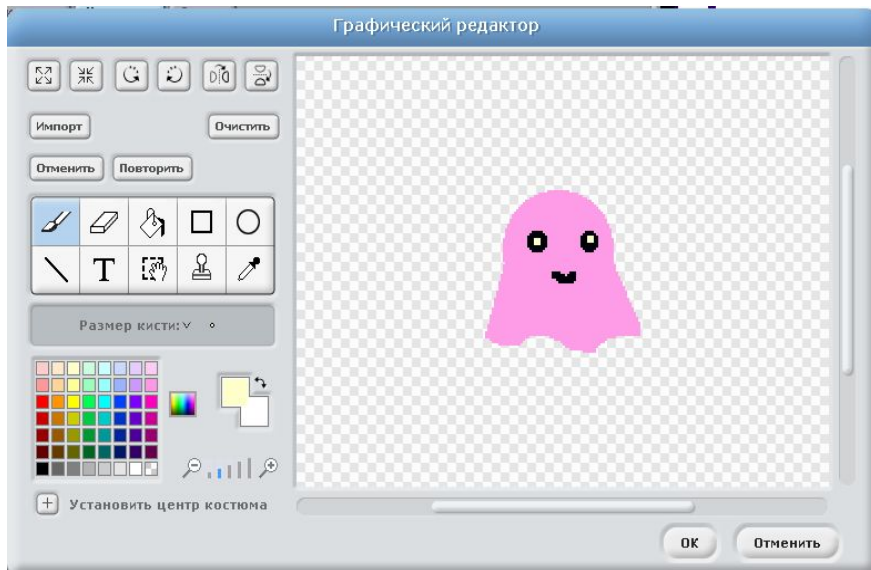 Графический редактор
Импорт
Очистить
Отменить
Повторить
T
Размер кисти:
Установить центр костюма
OK
Отменить